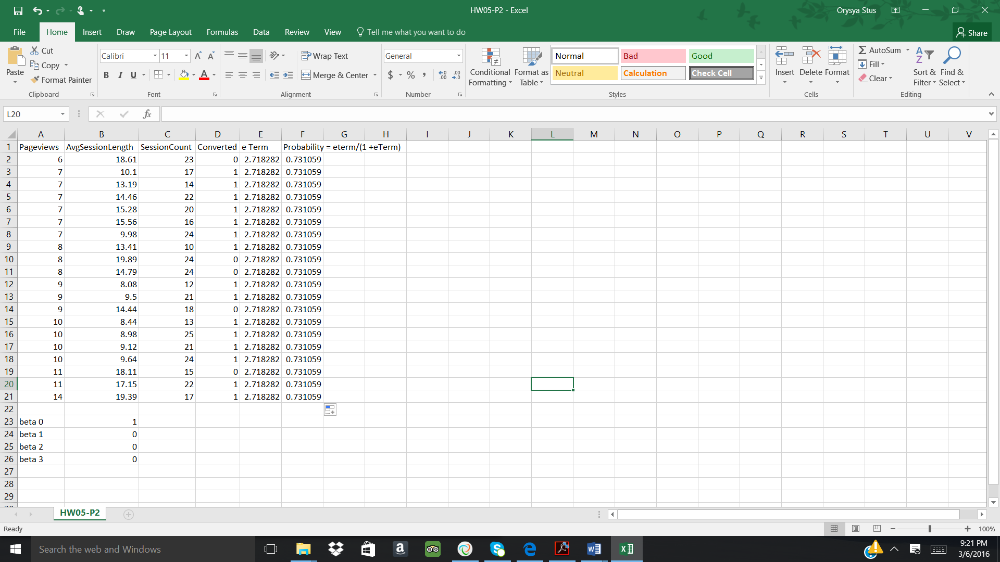 HW05-P2 - Excel
Orysya Stus
File Home Insert Draw Page Layout Formulas Data Review View Tell me what you want to do
Share
Paste
Cut
Copy
Format Painter
Clipboard
Calibri 11
B I U
Font
Wrap Text
Merge & Center
Alignment
General
$ % ,
Number
Conditional Formatting
Format as Table
Normal Bad Good
Neutral Calculation Check Cell
Styles
Insert Delete Format
Cells
AutoSum
Fill
Clear
Sort & Filter
Find & Select
Editing
L20
fx
A B C D E F G H I J K L M N O P Q R S T U V
1 Pageviews AvgSessionLength SessionCount Converted e Term Probability = eterm/(1 +eTerm)
2 6 18.61 23 0 2.718282 0.731059
3 7 10.1 17 1 2.718282 0.731059
4 7 13.19 14 1 2.718282 0.731059
5 7 14.46 22 1 2.718282 0.731059
6 7 15.28 20 1 2.718282 0.731059
7 7 15.56 16 1 2.718282 0.731059
8 7 9.98 24 1 2.718282 0.731059
9 8 13.41 10 1 2.718282 0.731059
10 8 19.89 24 0 2.718282 0.731059
11 8 14.79 24 0 2.718282 0.731059
12 9 8.08 12 1 2.718282 0.731059
13 9 9.5 21 1 2.718282 0.731059
14 9 14.44 18 0 2.718282 0.731059
15 10 8.44 13 1 2.718282 0.731059
16 10 8.98 25 1 2.718282 0.731059
17 10 9.12 21 1 2.718282 0.731059
18 10 9.64 24 1 2.718282 0.731059
19 11 18.11 15 0 2.718282 0.731059
20 11 17.15 22 1 2.718282 0.731059
21 14 19.39 17 1 2.718282 0.731059
22
23 beta 0 1
24 beta 1 0
25 beta 2 0
26 beta 3 0
27
28
29
HW05-P2
Ready
100%
Search the web and Windows
9:21 PM
3/6/2016